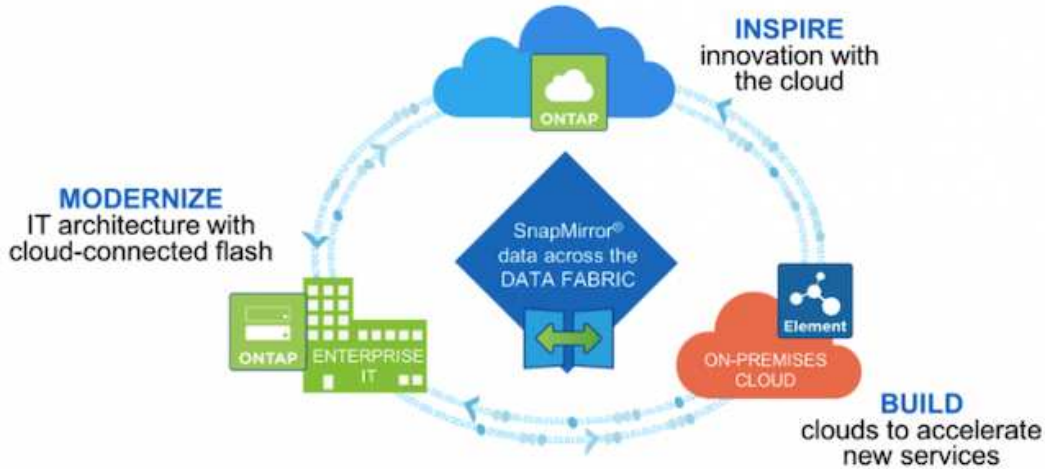 INSPIRE
innovation with
the cloud
ONTAP
MODERNIZE
IT architecture with
cloud-connected flash
SnapMirror®
data across the
DATA FABRIC
ONTAP
ENTERPRISE
IT
Element
ON-PREMISES
CLOUD
BUILD
clouds to accelerate
new services